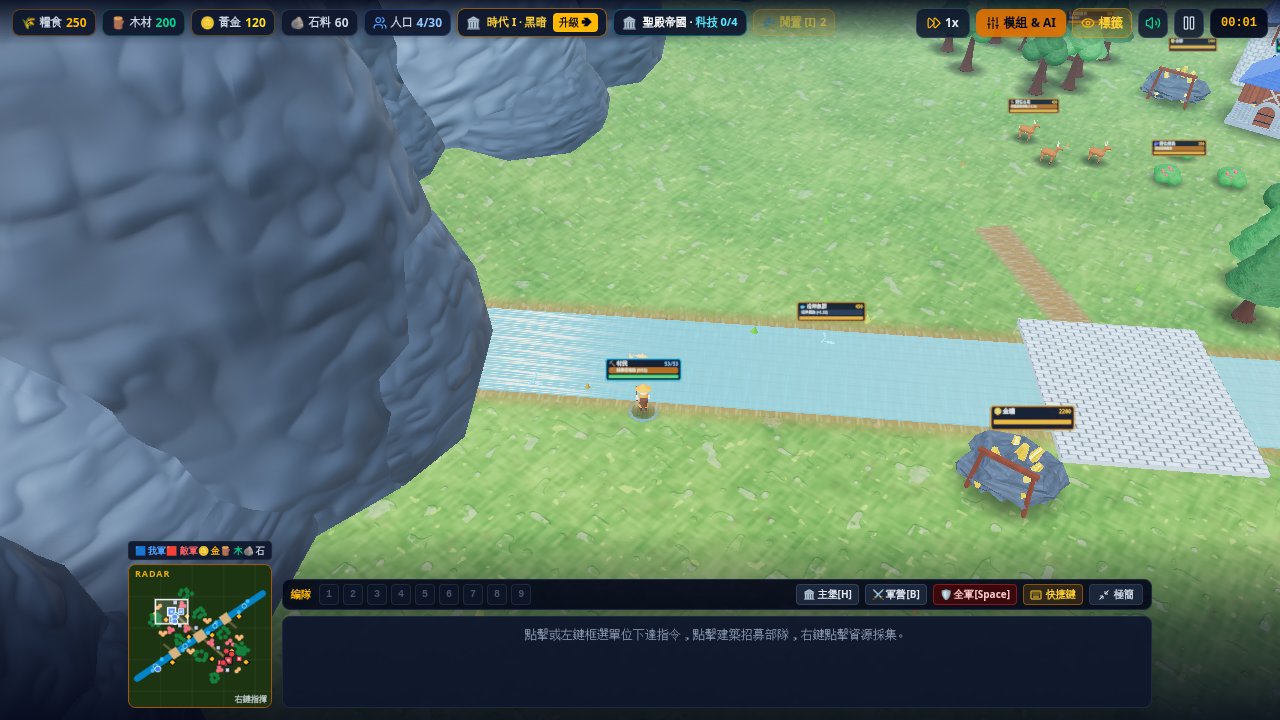 糧食 250
木材 200
黃金 120
石料 60
人口 4/30
時代 I · 黑暗 升級
聖殿帝國 · 科技 0/4
閒置 [I] 2
1x
模組 & AI
標籤
00:01
村民 53/53
金礦 2200
我軍 敵軍 金 木 石
RADAR
右鍵指揮
編隊 1 2 3 4 5 6 7 8 9
主堡[H]
軍營[B]
全軍[Space]
快捷鍵
極簡
點擊或左鍵框選單位下達指令，點擊建築招募部隊，右鍵點擊資源採集。